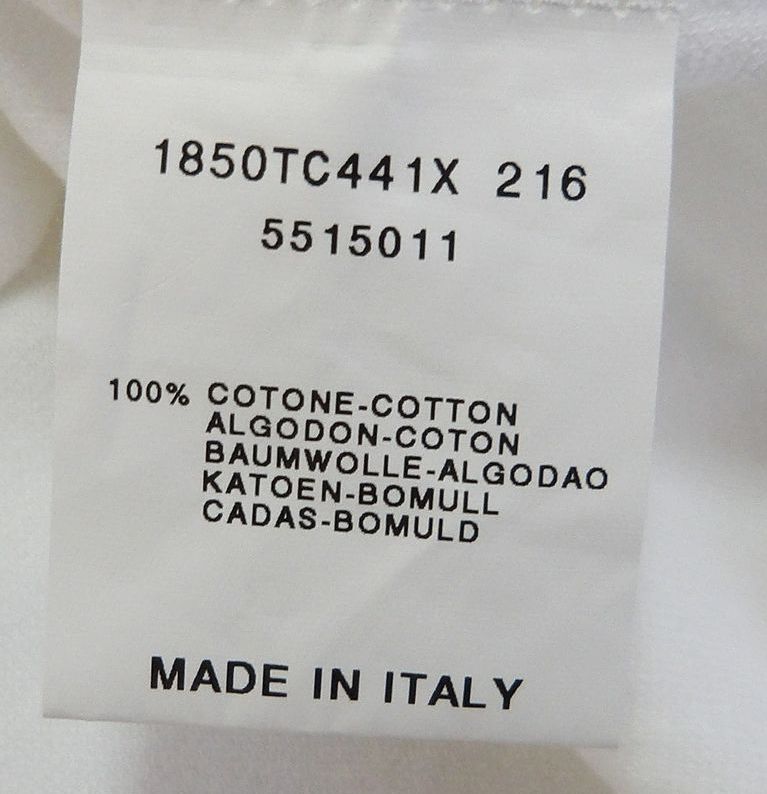 1850TC441X 216
5515011
100% COTONE-COTTON
ALGODON-COTON
BAUMWOLLE-ALGODAO
KATOEN-BOMULL
CADAS-BOMULD
MADE IN ITALY